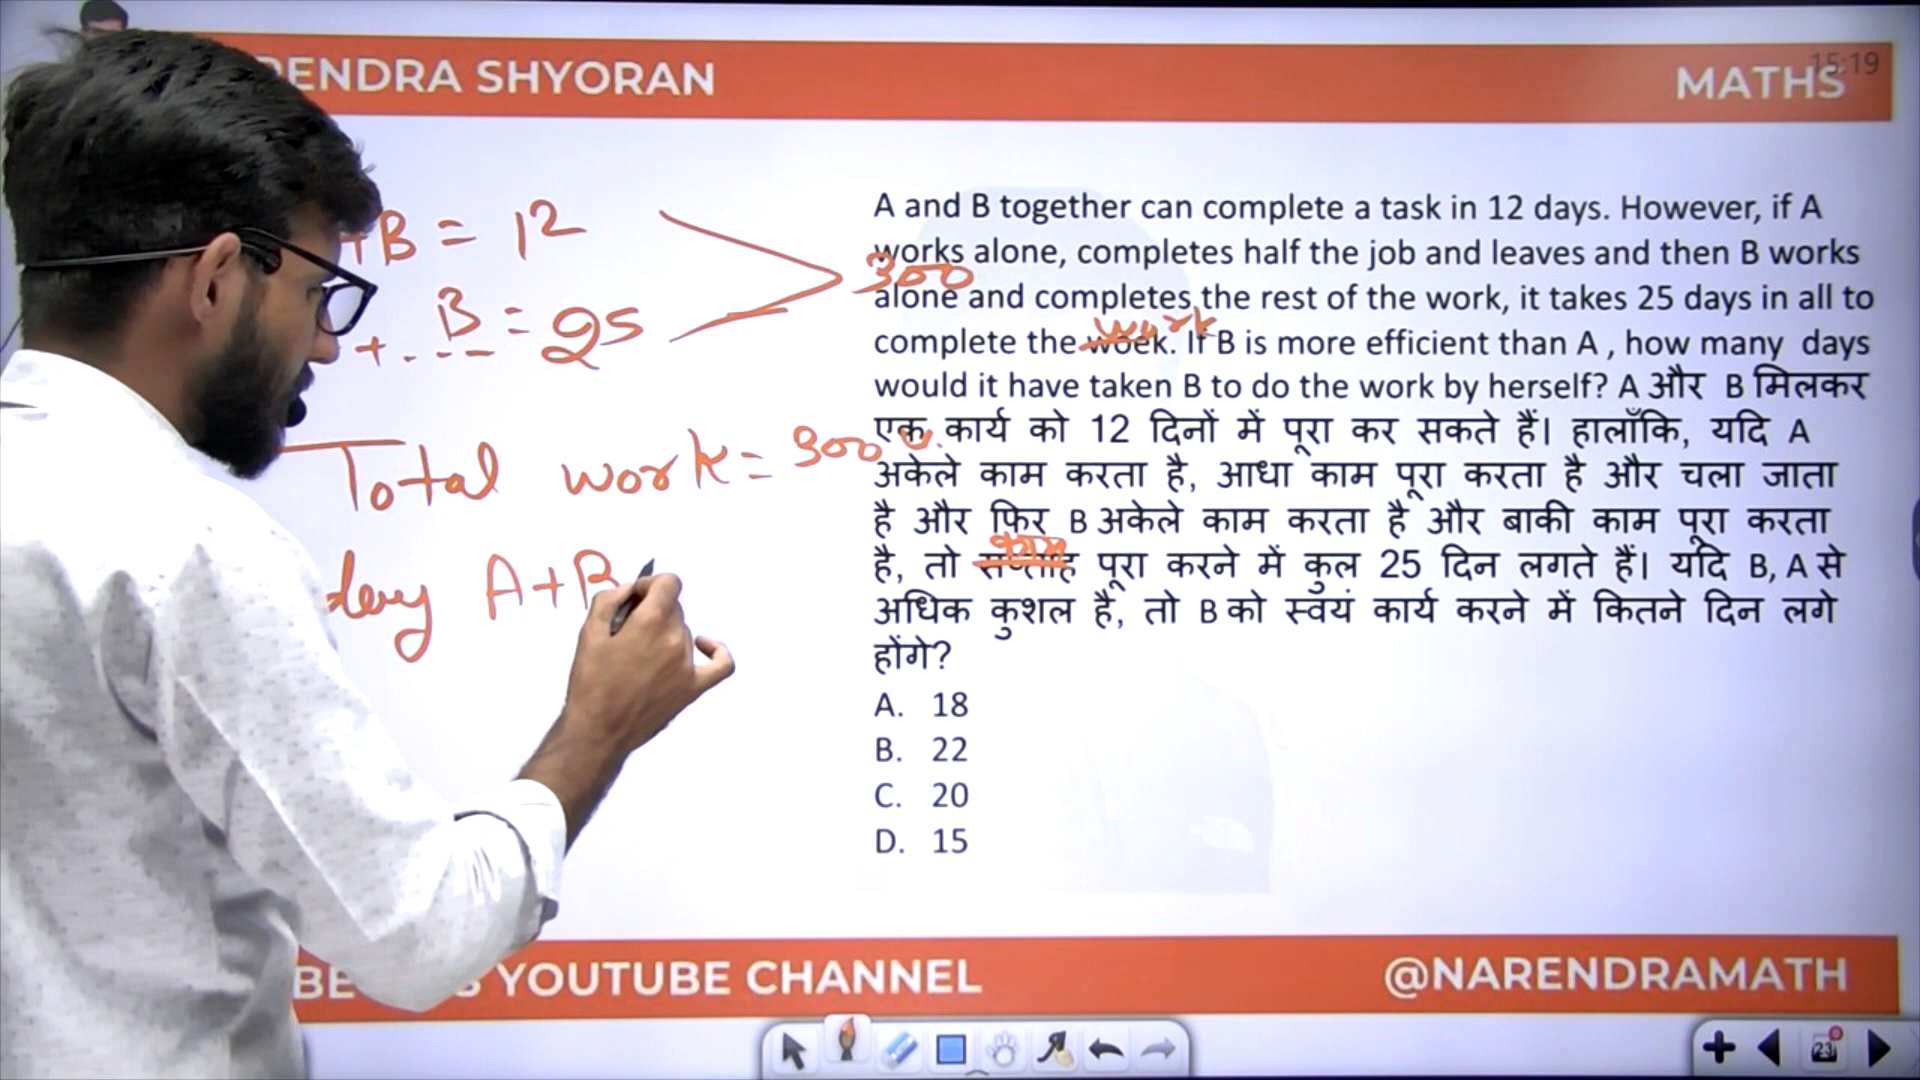 RENDRA SHYORAN
MATHS
15:19
+B = 12
+ . B = 25
300
Total work = 300 u.
A+B
A and B together can complete a task in 12 days. However, if A
works alone, completes half the job and leaves and then B works
alone and completes the rest of the work, it takes 25 days in all to
work
complete the woek. If B is more efficient than A , how many days
would it have taken B to do the work by herself? A और B मिलकर
एक कार्य को 12 दिनों में पूरा कर सकते हैं। हालाँकि, यदि A
अकेले काम करता है, आधा काम पूरा करता है और चला जाता
है और फिर B अकेले काम करता है और बाकी काम पूरा करता
काम
है, तो सप्ताह पूरा करने में कुल 25 दिन लगते हैं। यदि B, A से
अधिक कुशल है, तो B को स्वयं कार्य करने में कितने दिन लगे
होंगे?
A. 18
B. 22
C. 20
D. 15
BE
YOUTUBE CHANNEL
@NARENDRAMATH
23